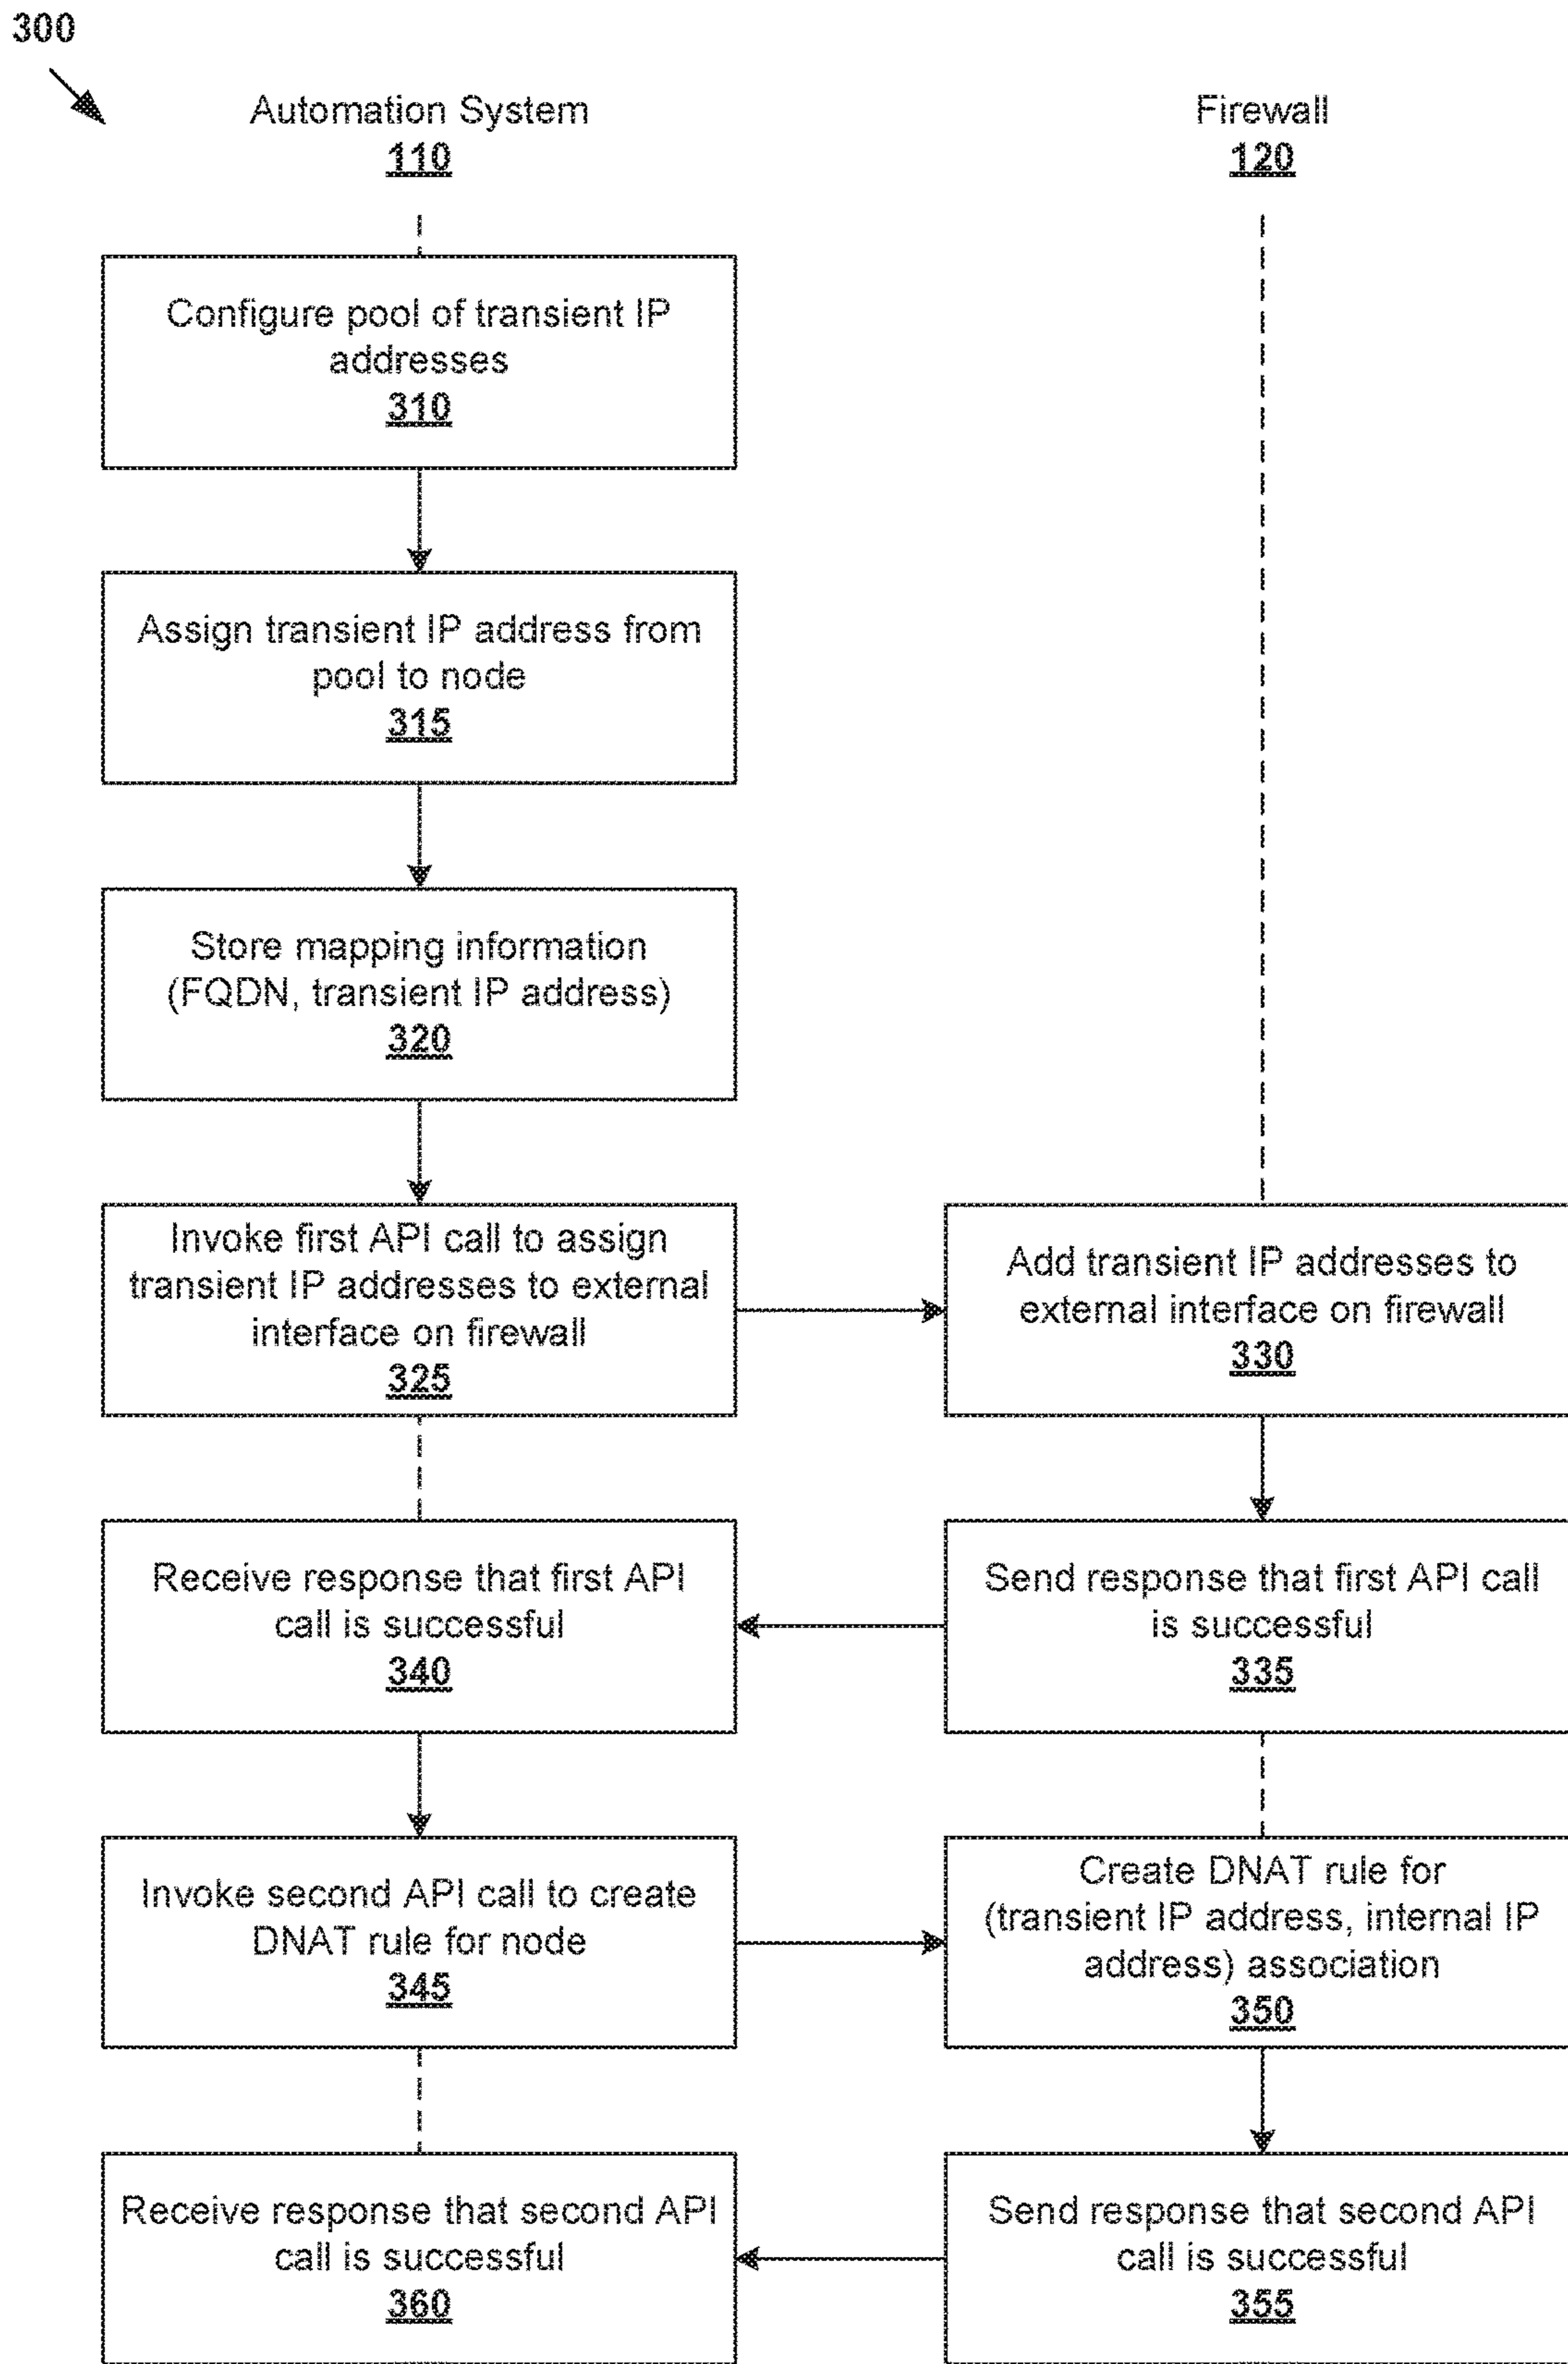 300
Automation System
110
Firewall
120
Configure pool of transient IP
addresses
310
Assign transient IP address from
pool to node
315
Store mapping information
(FQDN, transient IP address)
320
Invoke first API call to assign
transient IP addresses to external
interface on firewall
325
Add transient IP addresses to
external interface on firewall
330
Receive response that first API
call is successful
340
Send response that first API call
is successful
335
Invoke second API call to create
DNAT rule for node
345
Create DNAT rule for
(transient IP address, internal IP
address) association
350
Receive response that second API
call is successful
360
Send response that second API
call is successful
355